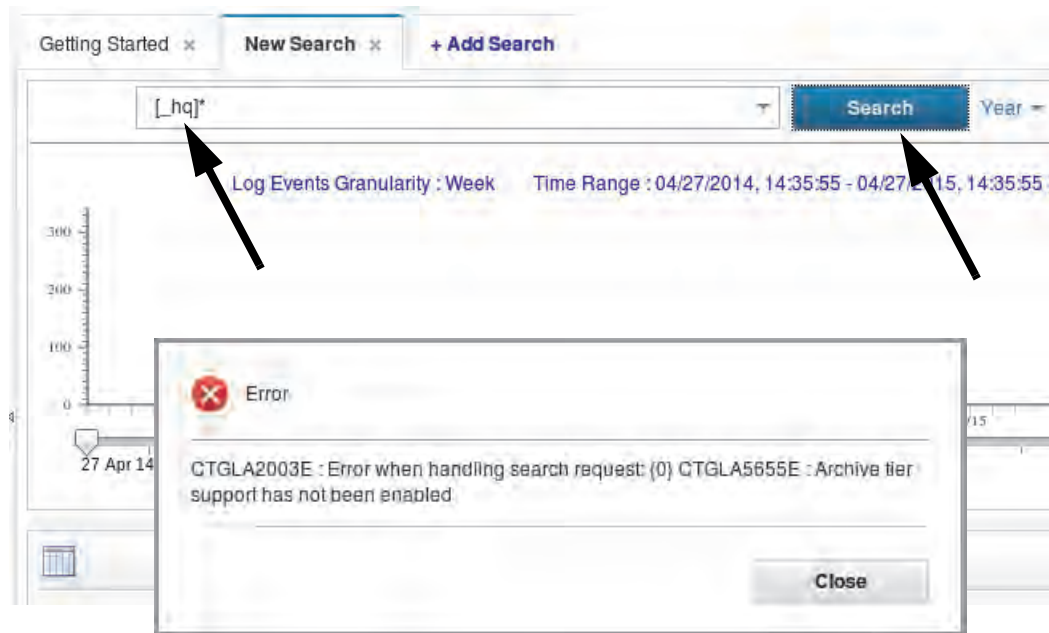 Getting Started × New Search × + Add Search
[_hq]* Search Year
Log Events Granularity : Week Time Range : 04/27/2014, 14:35:55 - 04/27/2015, 14:35:55
300
200
100
0
/15
27 Apr 14
Error
CTGLA2003E : Error when handling search request: {0} CTGLA5655E : Archive tier
support has not been enabled
Close